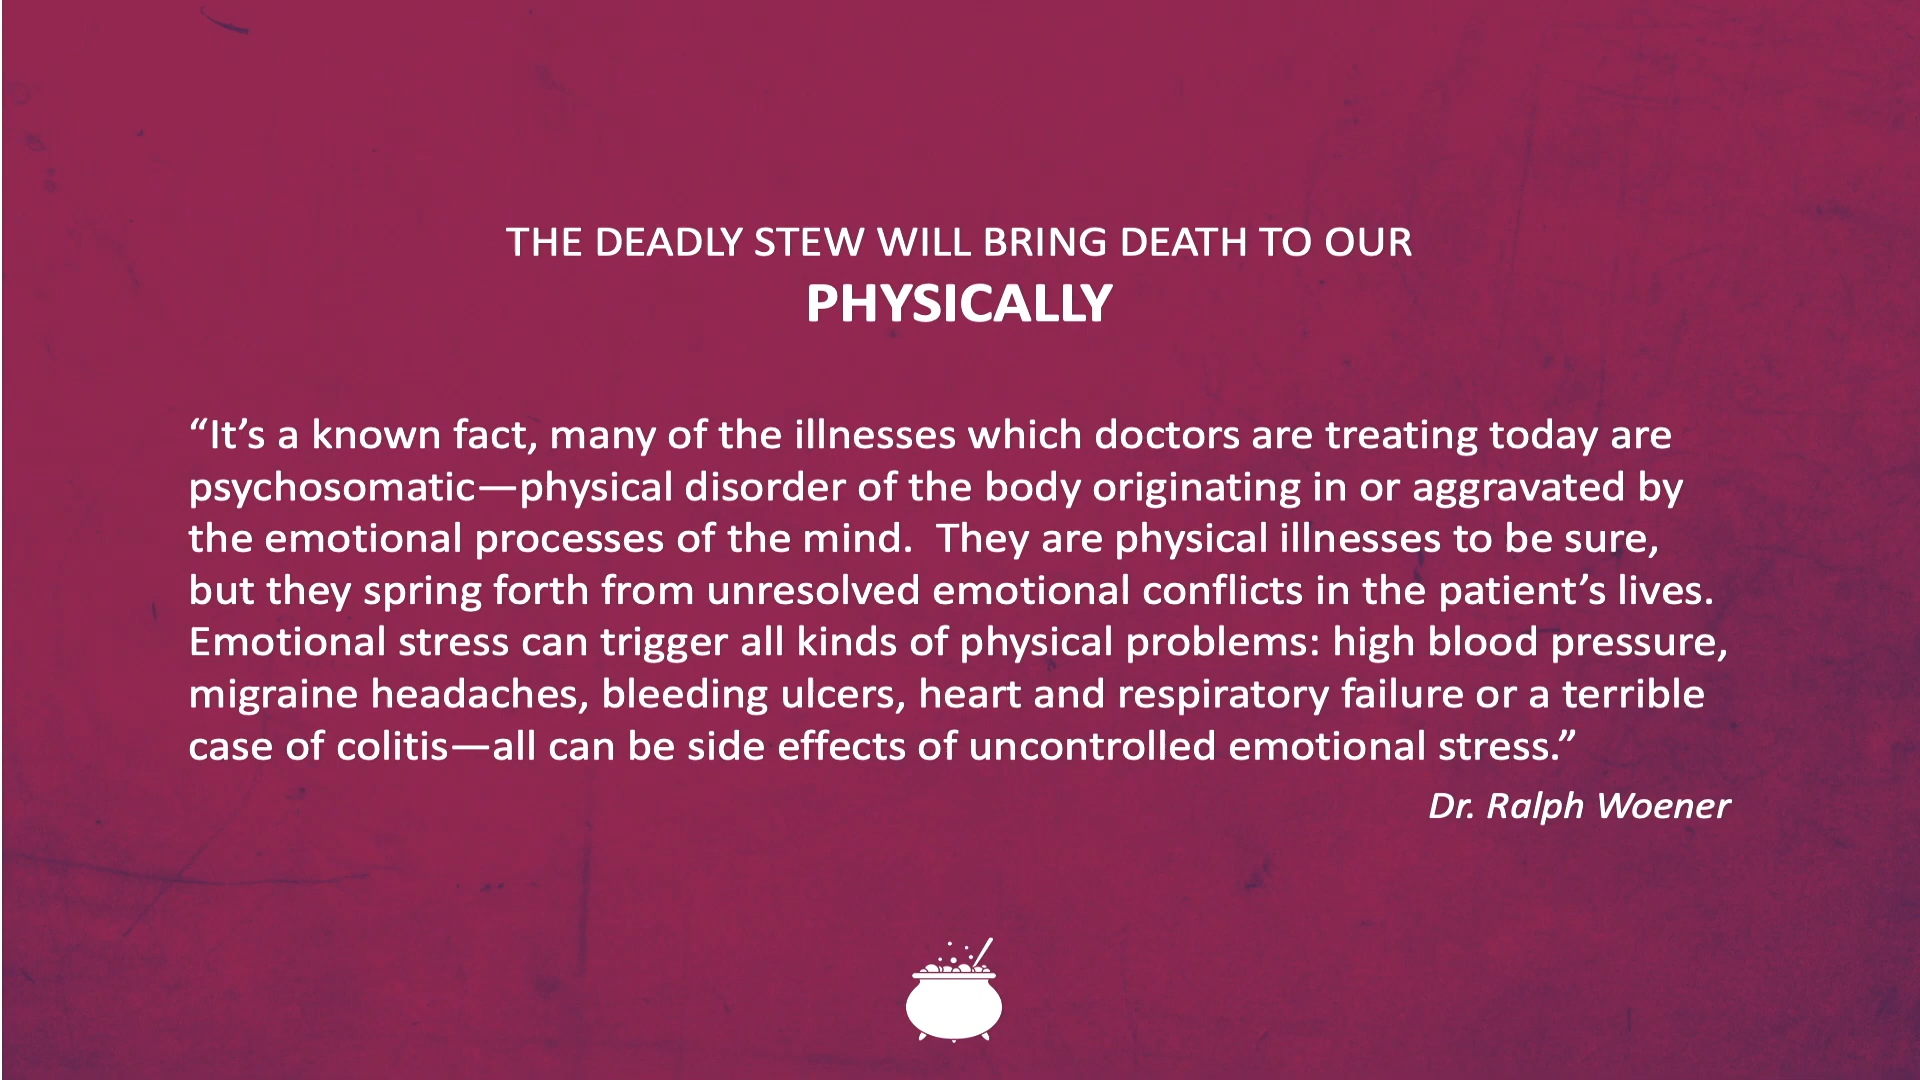 THE DEADLY STEW WILL BRING DEATH TO OUR
PHYSICALLY
“It’s a known fact, many of the illnesses which doctors are treating today are
psychosomatic—physical disorder of the body originating in or aggravated by
the emotional processes of the mind.  They are physical illnesses to be sure,
but they spring forth from unresolved emotional conflicts in the patient’s lives.
Emotional stress can trigger all kinds of physical problems: high blood pressure,
migraine headaches, bleeding ulcers, heart and respiratory failure or a terrible
case of colitis—all can be side effects of uncontrolled emotional stress.”
Dr. Ralph Woener